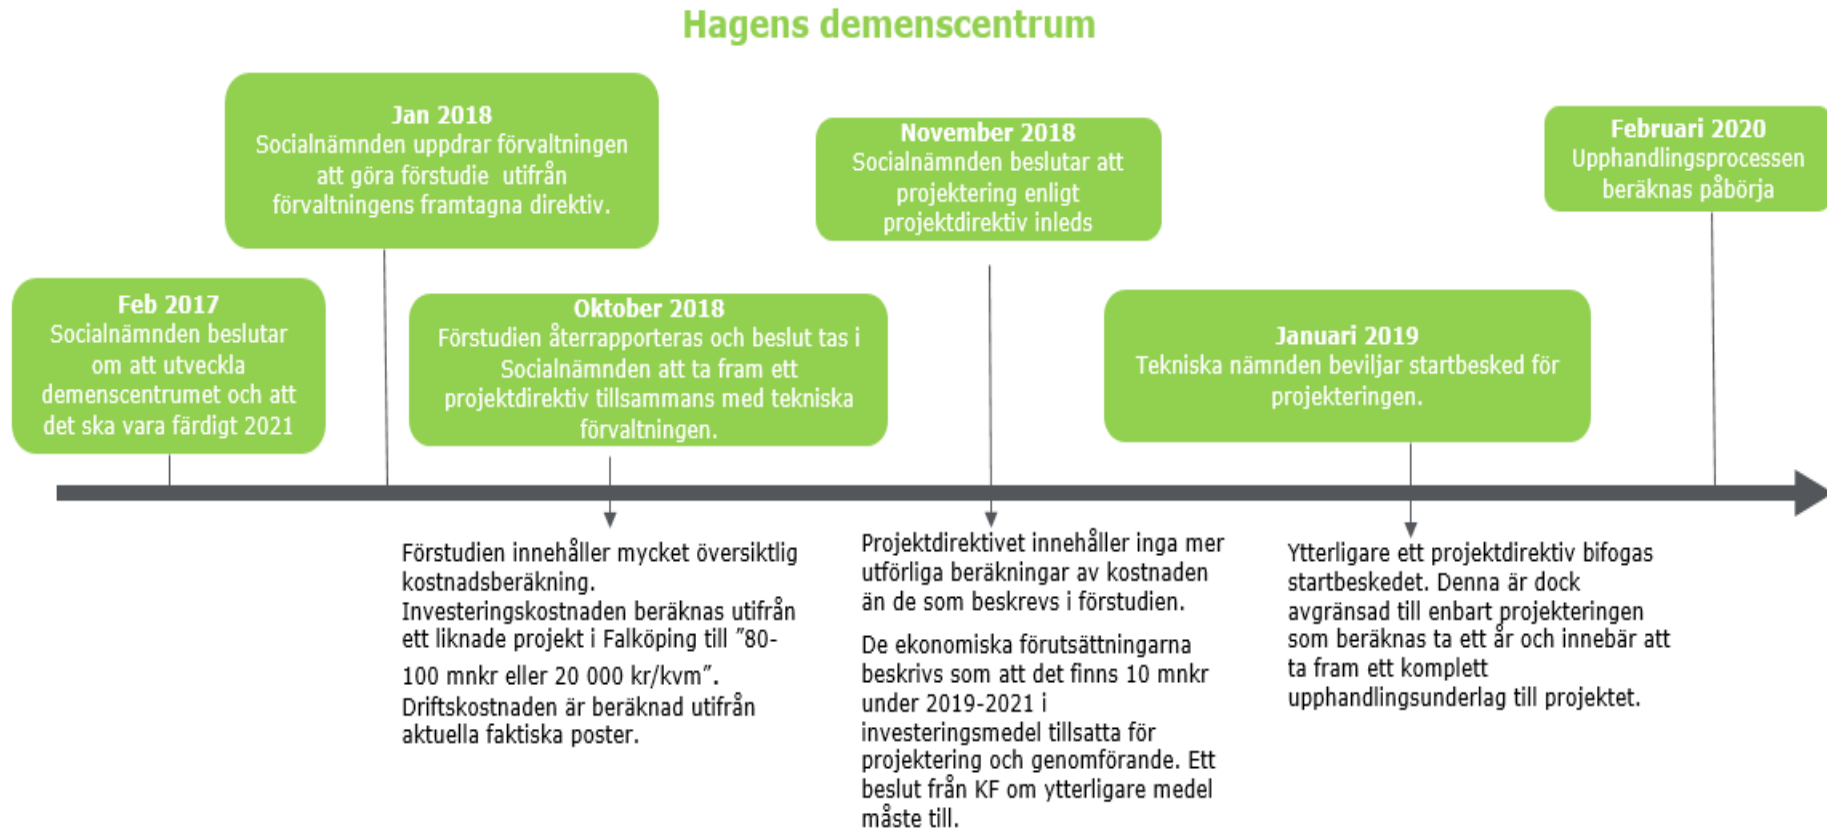 Hagens demenscentrum
Jan 2018
Socialnämnden uppdrar förvaltningen
att göra förstudie utifrån
förvaltningens framtagna direktiv.
November 2018
Socialnämnden beslutar att
projektering enligt
projektdirektiv inleds
Februari 2020
Upphandlingsprocessen
beräknas påbörja
Feb 2017
Socialnämnden beslutar
om att utveckla
demenscentrumet och att
det ska vara färdigt 2021
Oktober 2018
Förstudien återrapporteras och beslut tas i
Socialnämnden att ta fram ett
projektdirektiv tillsammans med tekniska
förvaltningen.
Januari 2019
Tekniska nämnden beviljar startbesked för
projekteringen.
Förstudien innehåller mycket översiktlig
kostnadsberäkning.
Investeringskostnaden beräknas utifrån
ett liknade projekt i Falköping till ”80-
100 mnkr eller 20 000 kr/kvm”.
Driftskostnaden är beräknad utifrån
aktuella faktiska poster.
Projektdirektivet innehåller inga mer
utförliga beräkningar av kostnaden
än de som beskrevs i förstudien.
De ekonomiska förutsättningarna
beskrivs som att det finns 10 mnkr
under 2019-2021 i
investeringsmedel tillsatta för
projektering och genomförande. Ett
beslut från KF om ytterligare medel
måste till.
Ytterligare ett projektdirektiv bifogas
startbeskedet. Denna är dock
avgränsad till enbart projekteringen
som beräknas ta ett år och innebär att
ta fram ett komplett
upphandlingsunderlag till projektet.